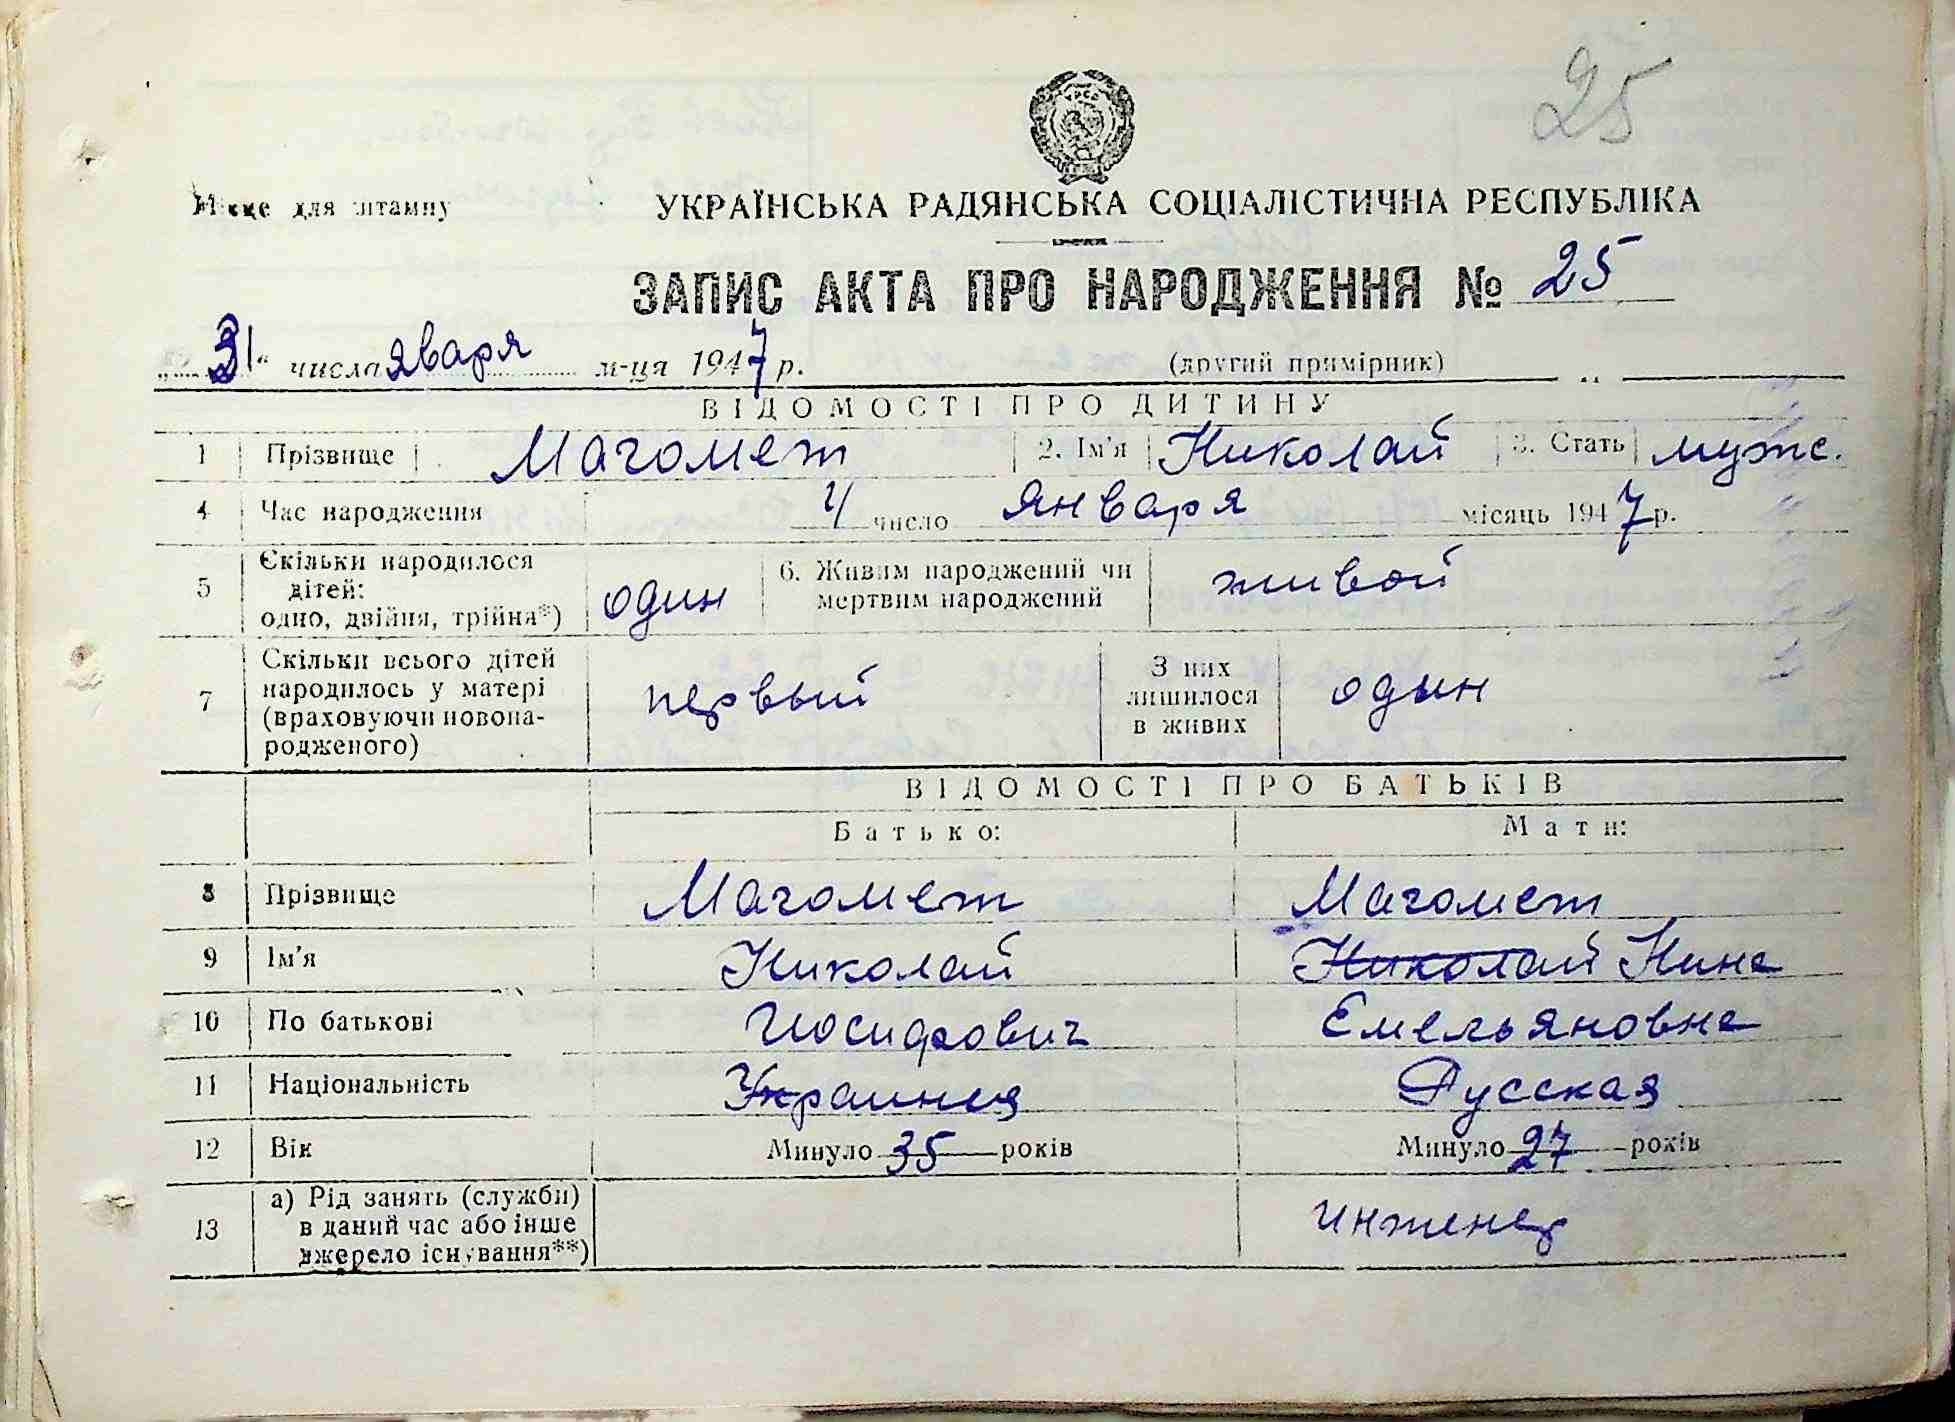 25
Місце для штампу
УКРАЇНСЬКА РАДЯНСЬКА СОЦІАЛІСТИЧНА РЕСПУБЛІКА
ЗАПИС АКТА ПРО НАРОДЖЕННЯ № 25
„31“ числа января м-ця 1947 р. (другий примірник)
ВІДОМОСТІ ПРО ДИТИНУ
1 Прізвище Магомет 2. Ім'я Николай 3. Стать мужс.
4 Час народження 4 число января місяць 1947 р.
5 Скільки народилося дітей: одно, двійня, трійня*) один 6. Живим народжений чи мертвим народжений живой
7 Скільки всього дітей народилось у матері (враховуючи новонародженого) первый З них лишилося в живих один
ВІДОМОСТІ ПРО БАТЬКІВ
Батько: Мати:
8 Прізвище Магомет Магомет
9 Ім'я Николай Николай Нина
10 По батькові Иосифович Емельяновна
11 Національність Украинец Русская
12 Вік Минуло 35 років Минуло 27 років
13 а) Рід занять (служби) в даний час або інше джерело існування**) инженер